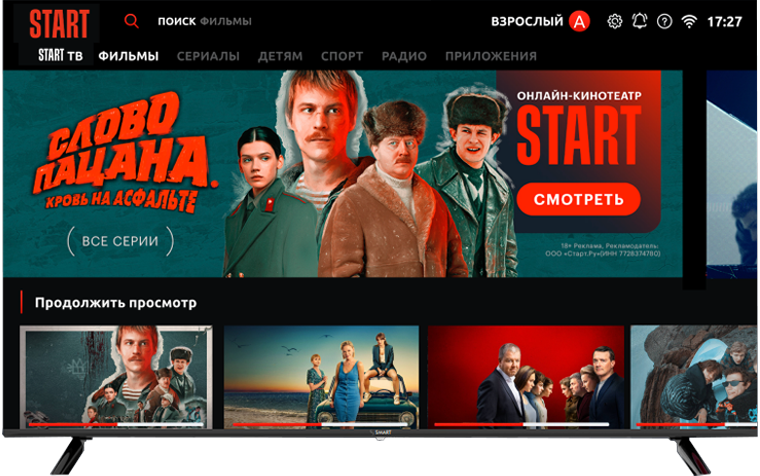 START
ПОИСК ФИЛЬМЫ
ВЗРОСЛЫЙ А
17:27
START ТВ ФИЛЬМЫ СЕРИАЛЫ ДЕТЯМ СПОРТ РАДИО ПРИЛОЖЕНИЯ
СЛОВО
ПАЦАНА.
КРОВЬ НА АСФАЛЬТЕ
ВСЕ СЕРИИ
ОНЛАЙН-КИНОТЕАТР
START
СМОТРЕТЬ
18+ Реклама, Рекламодатель:
ООО «Старт.Ру»(ИНН 7728374760)
Продолжить просмотр
SMART